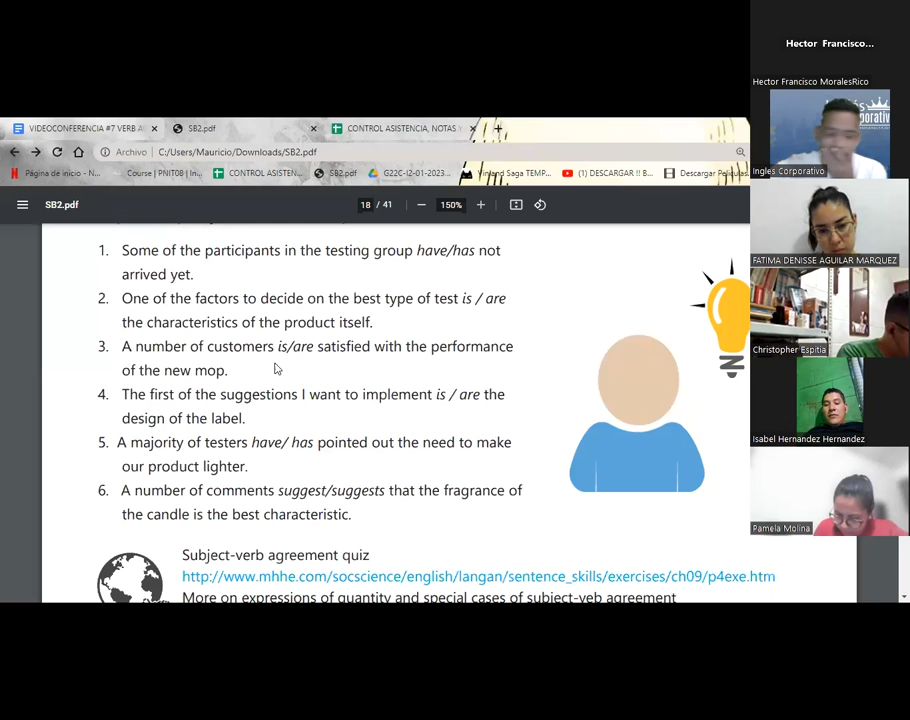 Hector Francisco...
Hector Francisco MoralesRico
Ingles Corporativo
FATIMA DENISSE AGUILAR MARQUEZ
Christopher Espitia
Isabel Hernandez Hernandez
Pamela Molina
VIDEOCONFERENCIA #7 VERB A
SB2.pdf
CONTROL ASISTENCIA, NOTAS Y
Archivo C:/Users/Mauricio/Downloads/SB2.pdf
Página de inicio - N...
Course | PNIT08 | In...
CONTROL ASISTEN...
SB2.pdf
G22C-I2-01-2023...
Vinland Saga TEMP...
(1) DESCARGAR !! B...
Descargar Peliculas
SB2.pdf
18 / 41
150%
1. Some of the participants in the testing group have/has not
arrived yet.
2. One of the factors to decide on the best type of test is / are
the characteristics of the product itself.
3. A number of customers is/are satisfied with the performance
of the new mop.
4. The first of the suggestions I want to implement is / are the
design of the label.
5. A majority of testers have/ has pointed out the need to make
our product lighter.
6. A number of comments suggest/suggests that the fragrance of
the candle is the best characteristic.
Subject-verb agreement quiz
http://www.mhhe.com/socscience/english/langan/sentence_skills/exercises/ch09/p4exe.htm
More on expressions of quantity and special cases of subject-veb agreement